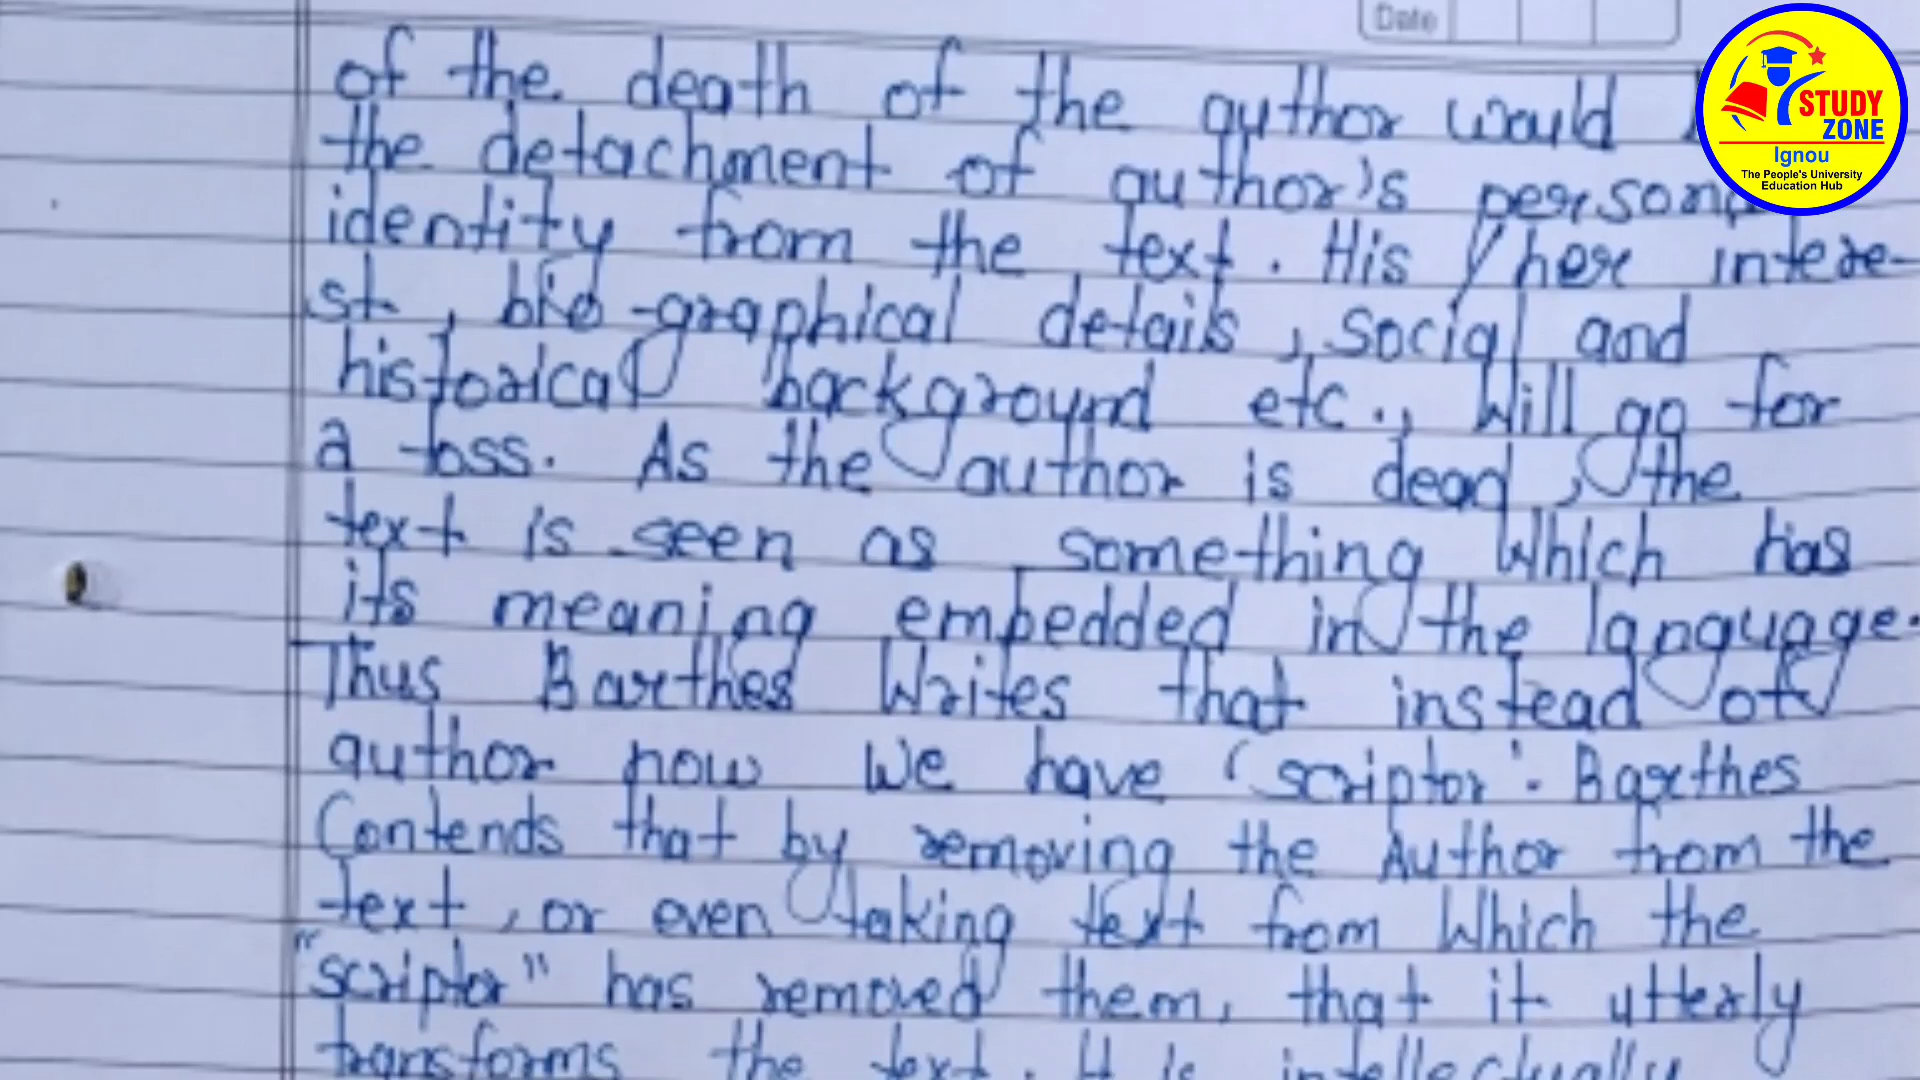 Date
of the death of the author would
the detachment of author's persona
identity from the text. His / her intere-
st, bio-graphical details, social and
historical background etc., Will go for
a toss. As the author is dead, the
text is seen as something Which has
its meaning embedded in the language.
Thus Barthes Writes that instead of
author now We have 'scriptor'. Barthes
Contends that by removing the Author from the
text, or even taking text from Which the
"scriptor" has removed them, that it utterly
transforms the text. It is intellectually
STUDY
ZONE
Ignou
The People's University
Education Hub